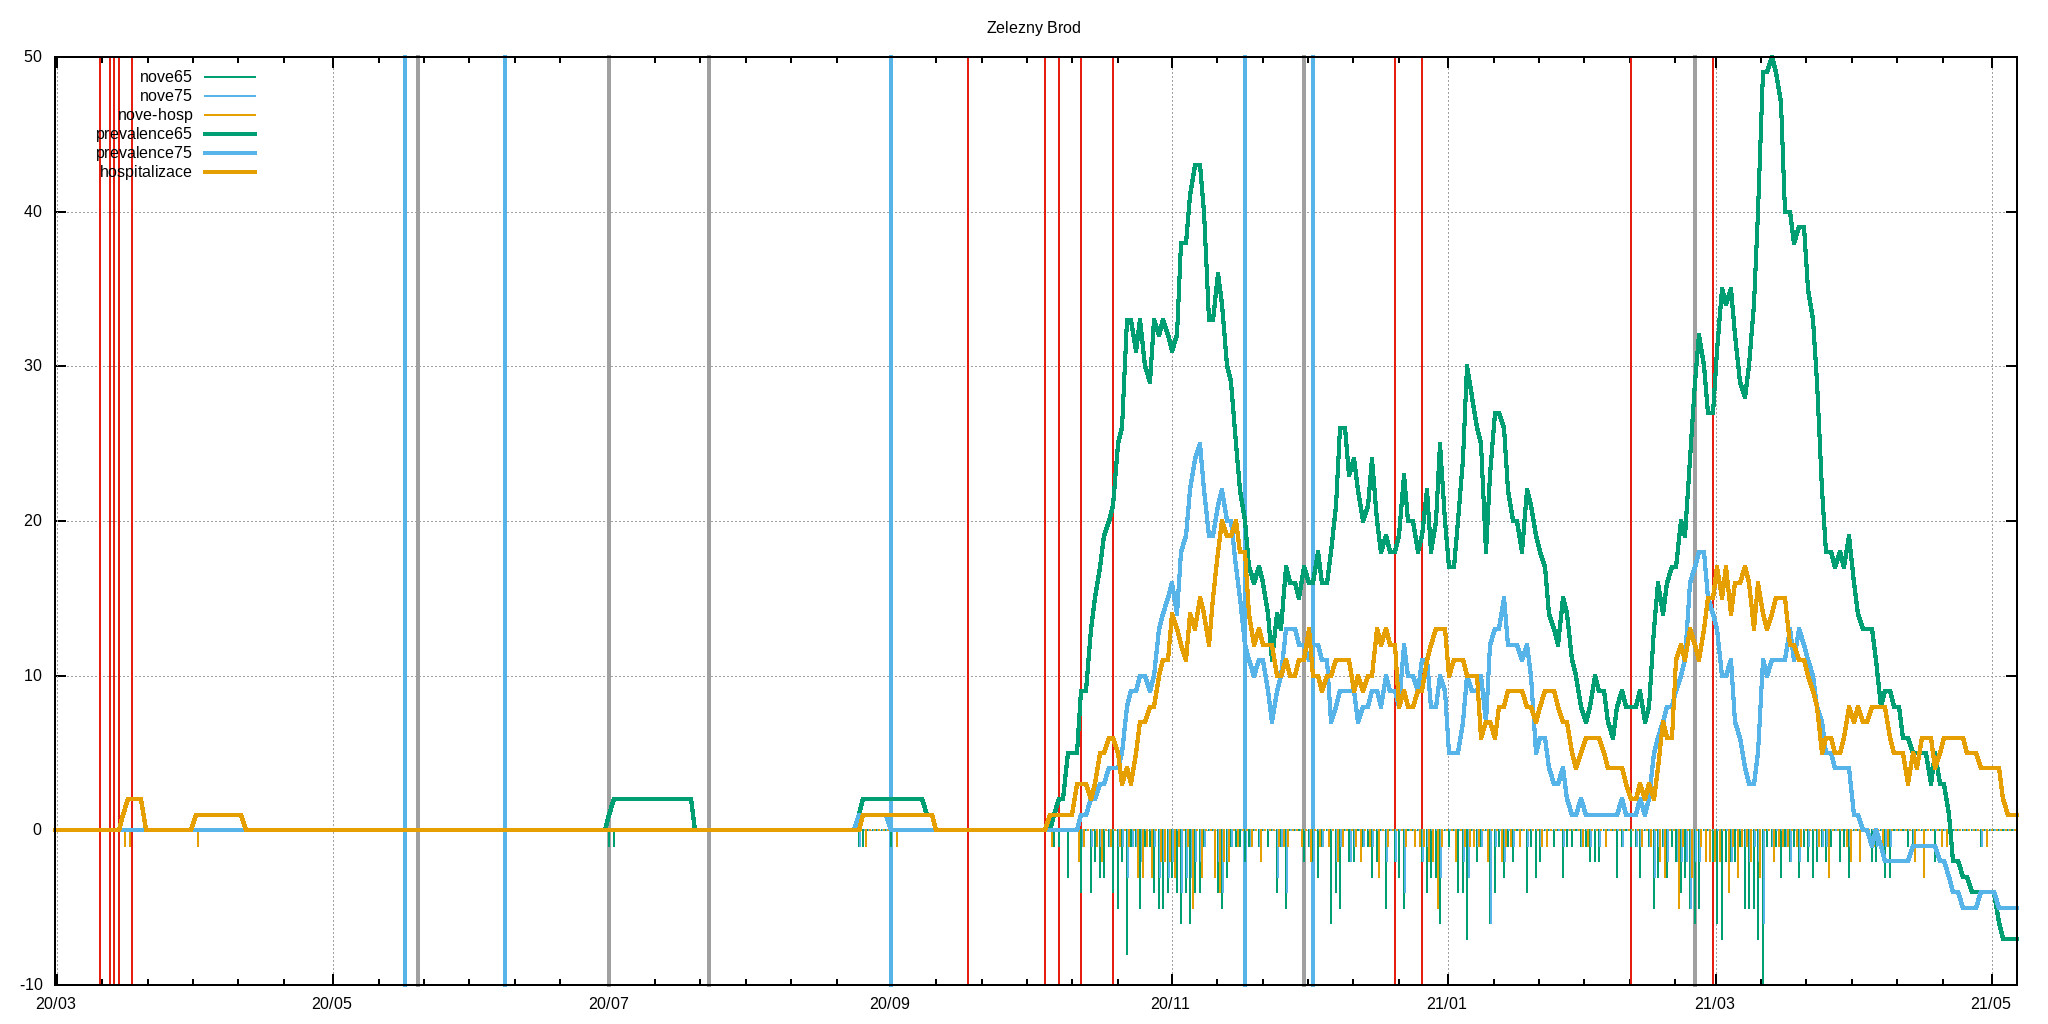 Zelezny Brod
50
nove65
nove75
nove-hosp
prevalence65
prevalence75
hospitalizace
40
30
20
10
0
-10
20/03 20/05 20/07 20/09 20/11 21/01 21/03 21/05